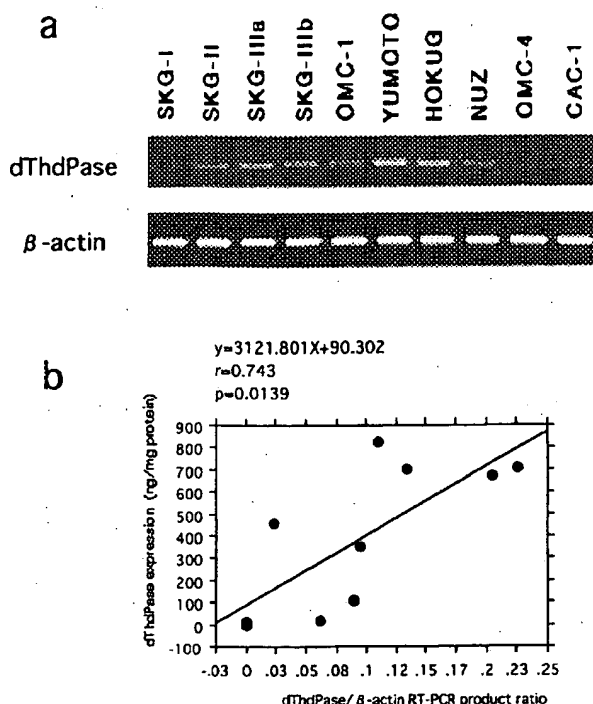 a
SKG-I SKG-II SKG-IIIa SKG-IIIb OMC-1 YUMOTO HOKUG NUZ OMC-4 CAC-1
dThdPase
β-actin
b
y=3121.801X+90.302
r=0.743
p=0.0139
dThdPase expression (ng/mg protein)
900
800
700
600
500
400
300
200
100
0
-100
-.03 0 .03 .05 .08 .1 .12 .15 .17 .2 .23 .25
dThdPase/ β-actin RT-PCR product ratio